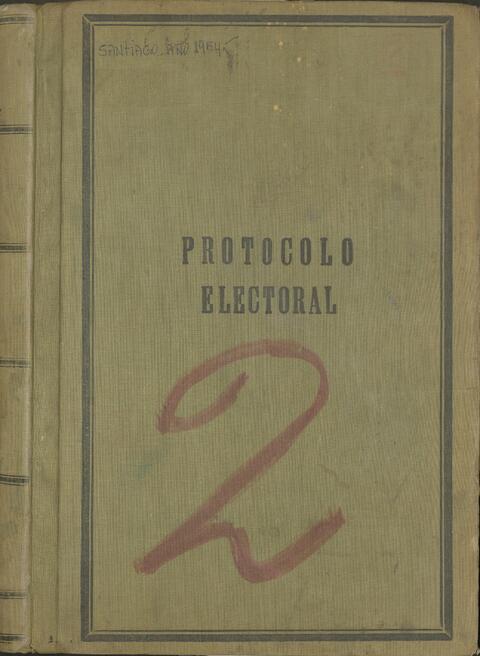 SANTIAGO. AÑO 1964
PROTOCOLO
ELECTORAL
2